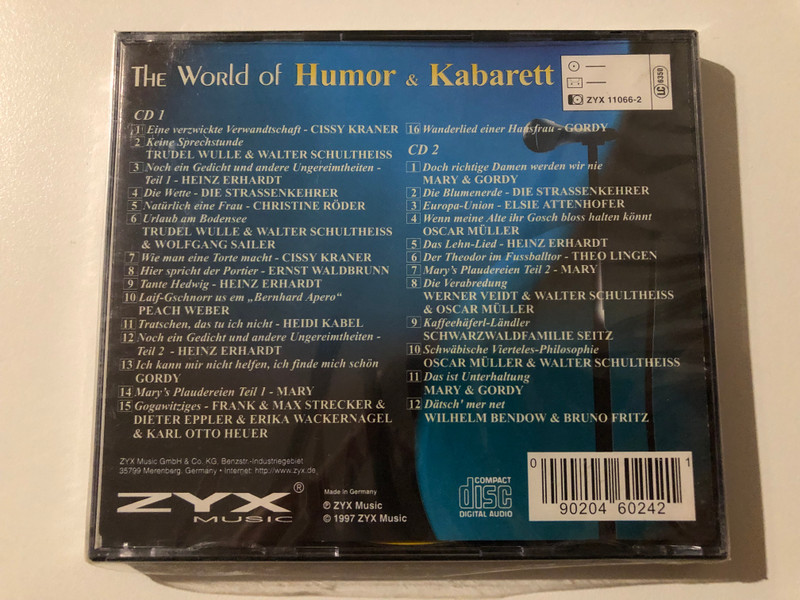 THE WORLD OF HUMOR & KABARETT
ZYX 11066-2
LC 6350
CD 1
1 Eine verzwickte Verwandtschaft - CISSY KRANER
2 Keine Sprechstunde
TRUDEL WULLE & WALTER SCHULTHEISS
3 Noch ein Gedicht und andere Ungereimtheiten -
Teil 1 - HEINZ ERHARDT
4 Die Wette - DIE STRASSENKEHRER
5 Natürlich eine Frau - CHRISTINE RÖDER
6 Urlaub am Bodensee
TRUDEL WULLE & WALTER SCHULTHEISS
& WOLFGANG SAILER
7 Wie man eine Torte macht - CISSY KRANER
8 Hier spricht der Portier - ERNST WALDBRUNN
9 Tante Hedwig - HEINZ ERHARDT
10 Laif-Gschnorr us em „Bernhard Apero“
PEACH WEBER
11 Tratschen, das tu ich nicht - HEIDI KABEL
12 Noch ein Gedicht und andere Ungereimtheiten -
Teil 2 - HEINZ ERHARDT
13 Ich kann mir nicht helfen, ich finde mich schön
GORDY
14 Mary's Plaudereien Teil 1 - MARY
15 Gogawitziges - FRANK & MAX STRECKER &
DIETER EPPLER & ERIKA WACKERNAGEL
& KARL OTTO HEUER
16 Wanderlied einer Hausfrau - GORDY
CD 2
1 Doch richtige Damen werden wir nie
MARY & GORDY
2 Die Blumenerde - DIE STRASSENKEHRER
3 Europa-Union - ELSIE ATTENHOFER
4 Wenn meine Alte ihr Gosch bloss halten könnt
OSCAR MÜLLER
5 Das Lehn-Lied - HEINZ ERHARDT
6 Der Theodor im Fussballtor - THEO LINGEN
7 Mary's Plaudereien Teil 2 - MARY
8 Die Verabredung
WERNER VEIDT & WALTER SCHULTHEISS
& OSCAR MÜLLER
9 Kaffeehäferl-Ländler
SCHWARZWALDFAMILIE SEITZ
10 Schwäbische Vierteles-Philosophie
OSCAR MÜLLER & WALTER SCHULTHEISS
11 Das ist Unterhaltung
MARY & GORDY
12 Dätsch' mer net
WILHELM BENDOW & BRUNO FRITZ
ZYX Music GmbH & Co. KG, Benzstr.-Industriegebiet
35799 Merenberg, Germany • Internet: http://www.zyx.de
ZYX®
MUSIC
Made in Germany
℗ ZYX Music
© 1997 ZYX Music
COMPACT
disc
DIGITAL AUDIO
0 90204 60242 1